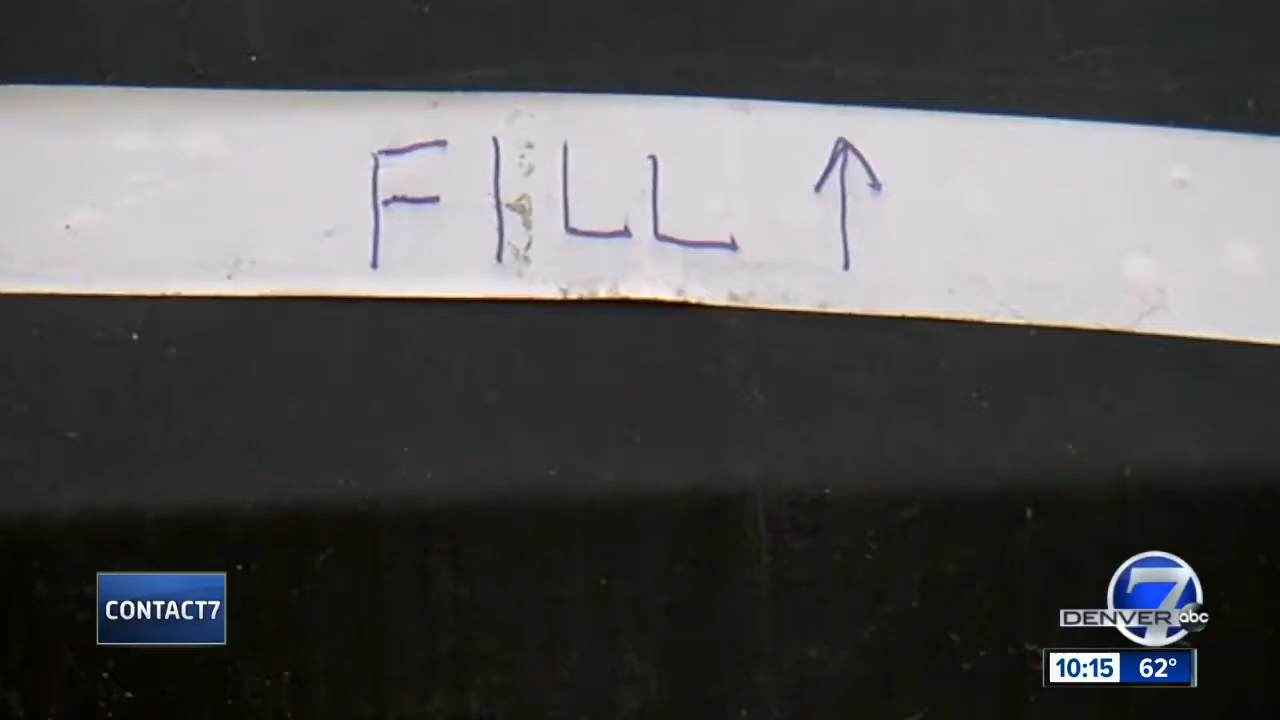 FILL ↑
CONTACT7
7
DENVER abc
10:15 62°